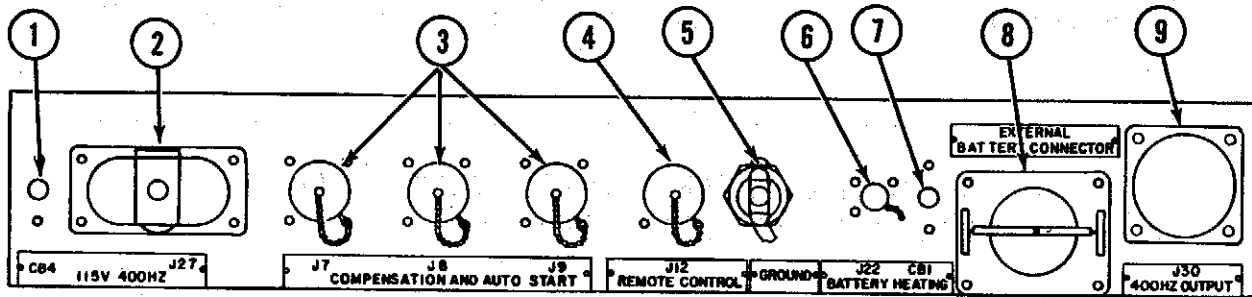 1 2 3 4 5 6 7 8 9
EXTERNAL
BATTERY CONNECTOR
CB4 J27
115V 400HZ
J7 J8 J9
COMPENSATION AND AUTO START
J12
REMOTE CONTROL
GROUND
J22 CB1
BATTERY HEATING
J30
400HZ OUTPUT